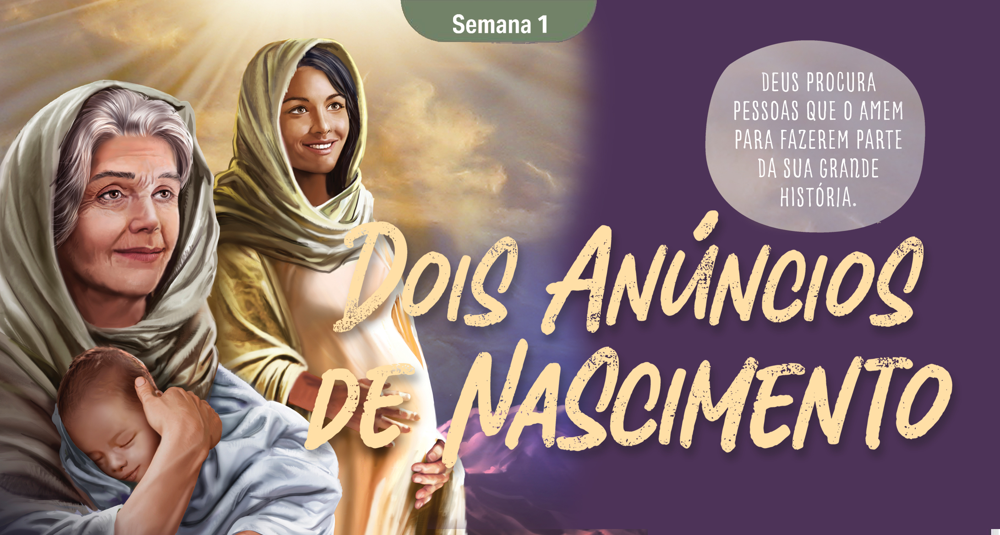 Semana 1
DEUS PROCURA
PESSOAS QUE O AMEM
PARA FAZEREM PARTE
DA SUA GRANDE
HISTÓRIA.
DOIS ANÚNCIOS
DE NASCIMENTO